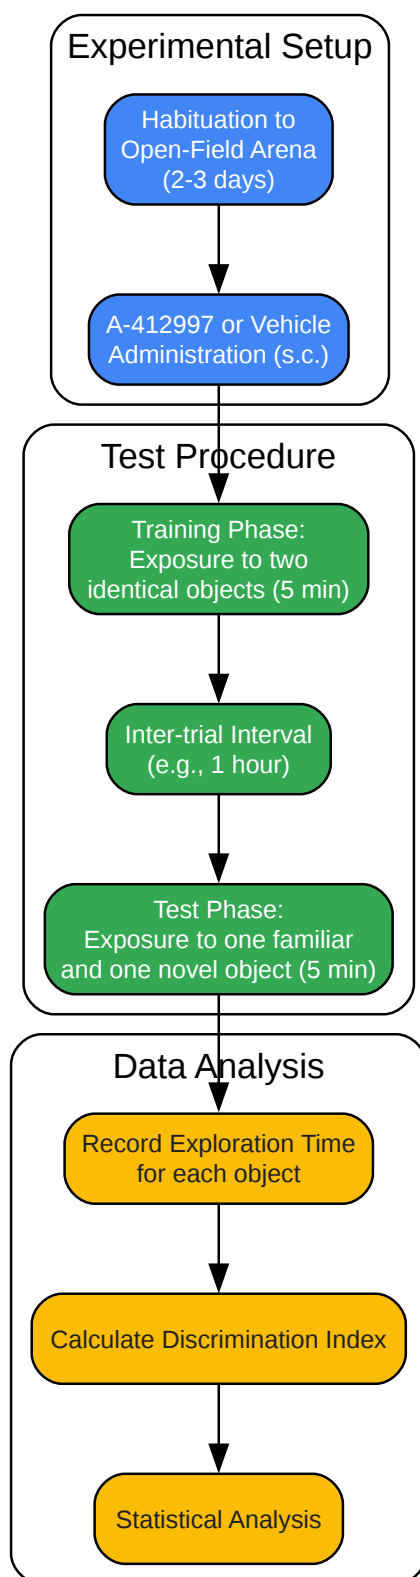 Experimental Setup
Habituation to
Open-Field Arena
(2-3 days)
A-412997 or Vehicle
Administration (s.c.)
Test Procedure
Training Phase:
Exposure to two
identical objects (5 min)
Inter-trial Interval
(e.g., 1 hour)
Test Phase:
Exposure to one familiar
and one novel object (5 min)
Data Analysis
Record Exploration Time
for each object
Calculate Discrimination Index
Statistical Analysis